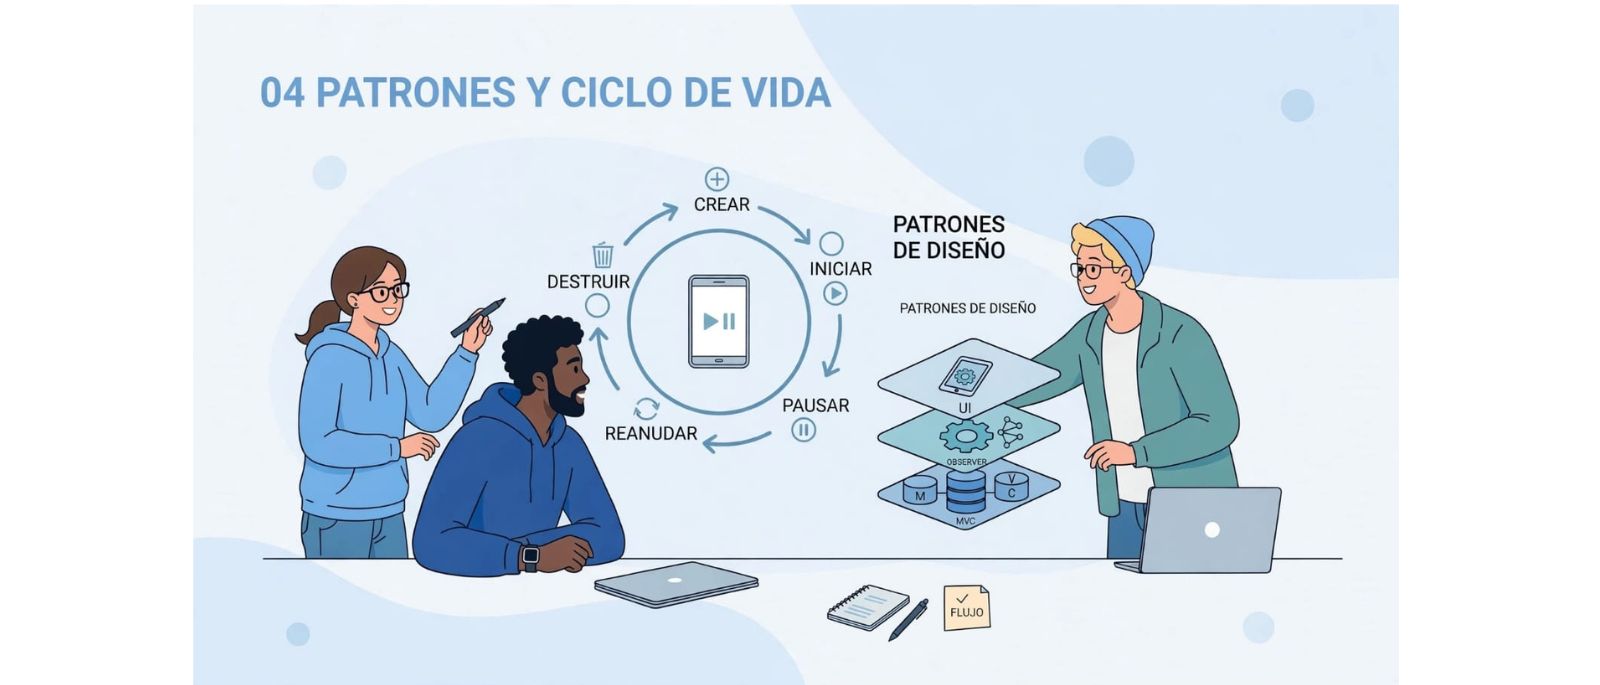 04 PATRONES Y CICLO DE VIDA
CREAR
INICIAR
PAUSAR
REANUDAR
DESTRUIR
PATRONES
DE DISEÑO
PATRONES DE DISEÑO
UI
OBSERVER
M
V
C
MVC
FLUJO